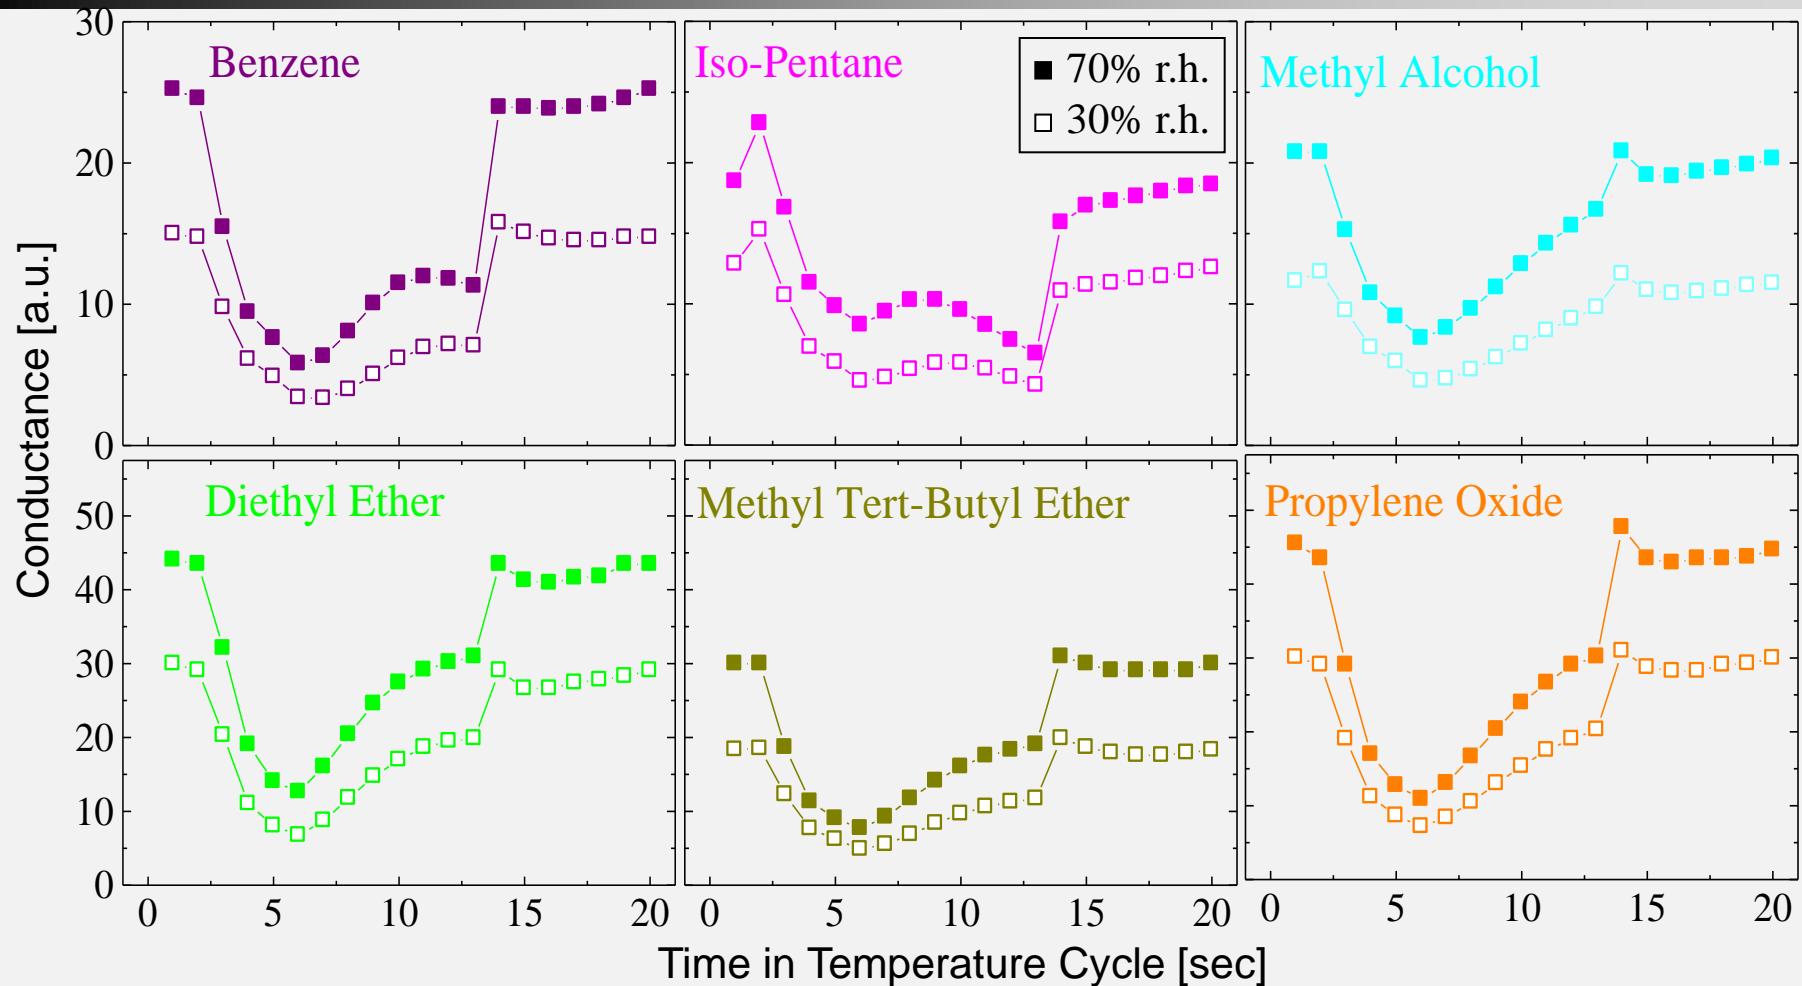 Benzene
Iso-Pentane
70% r.h.
30% r.h.
Methyl Alcohol
30
20
10
0
Conductance [a.u.]
Diethyl Ether
Methyl Tert-Butyl Ether
Propylene Oxide
50
40
30
20
10
0
0 5 10 15 20
0 5 10 15 20
0 5 10 15 20
Time in Temperature Cycle [sec]